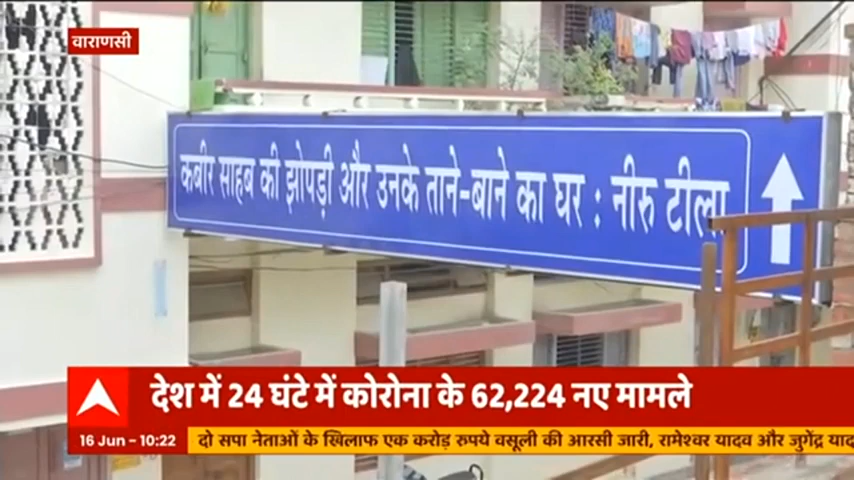 वाराणसी
कबीर साहब की झोपड़ी और उनके ताने-बाने का घर : नीरु टीला
देश में 24 घंटे में कोरोना के 62,224 नए मामले
16 Jun - 10:22
दो सपा नेताओं के खिलाफ एक करोड़ रुपये वसूली की आरसी जारी, रामेश्वर यादव और जुगेंद्र